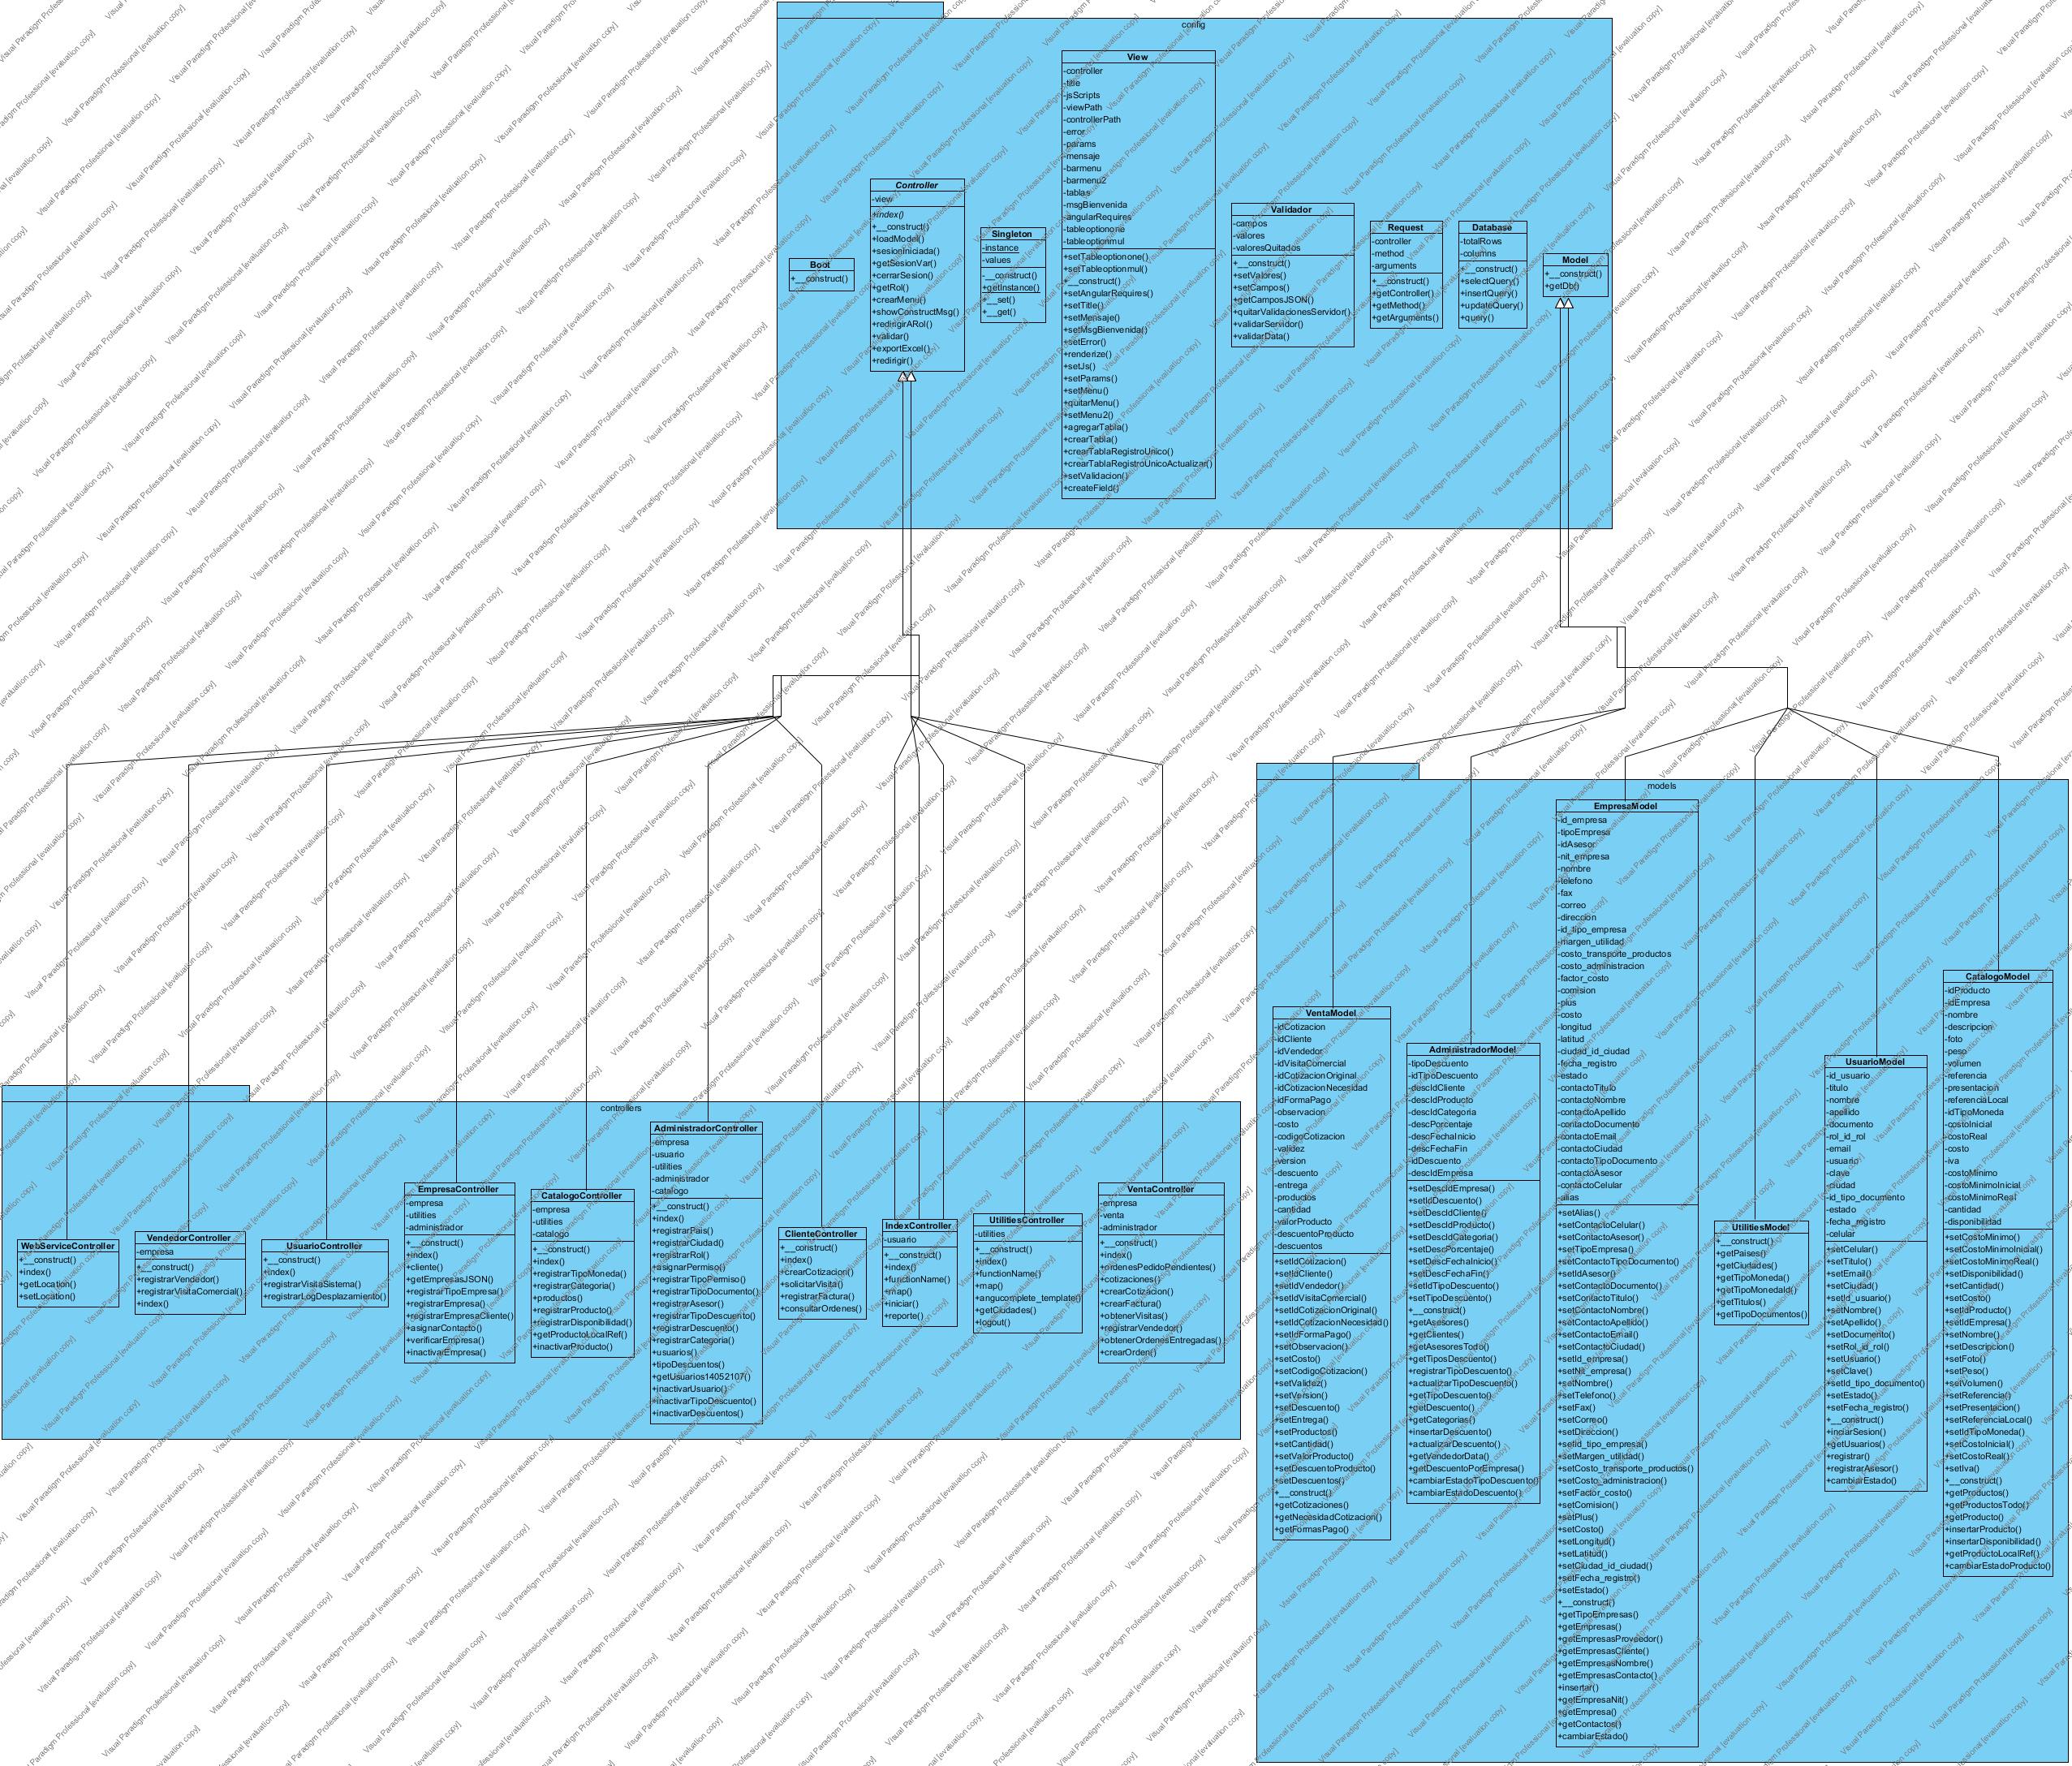 config
View
-controller
-title
-jsScripts
-viewPath
-controllerPath
-error
-params
-mensaje
-barmenu
-barmenu2
-tablas
-msgBienvenida
-angularRequires
-tableoptionone
-tableoptionmul
+setTableoptionone()
+setTableoptionmul()
+__construct()
+setAngularRequires()
+setTitle()
+setMensaje()
+setMsgBienvenida()
+setError()
+renderize()
+setJs()
+setParams()
+setMenu()
+quitarMenu()
+setMenu2()
+agregarTabla()
+crearTabla()
+crearTablaRegistroUnico()
+crearTablaRegistroUnicoActualizar()
+setValidacion()
+createField()
Boot
+__construct()
Controller
-view
+index()
+__construct()
+loadModel()
+sesionIniciada()
+getSesionVar()
+cerrarSesion()
+getRol()
+crearMenu()
+showConstructMsg()
+redirigirARol()
+validar()
+exportExcel()
+redirigir()
Singleton
-instance
-values
-__construct()
+getInstance()
+__set()
+__get()
Validador
-campos
-valores
-valoresQuitados
+__construct()
+setValores()
+setCampos()
+getCamposJSON()
+quitarValidacionesServidor()
+validarServidor()
+validarData()
Request
-controller
-method
-arguments
+__construct()
+getController()
+getMethod()
+getArguments()
Database
-totalRows
-columns
+__construct()
+selectQuery()
+insertQuery()
+updateQuery()
+query()
Model
+__construct()
+getDb()
controllers
WebServiceController
+__construct()
+index()
+getLocation()
+setLocation()
VendedorController
-empresa
+__construct()
+registrarVendedor()
+registrarVisitaComercial()
+index()
UsuarioController
+__construct()
+index()
+registrarVisitaSistema()
+registrarLogDesplazamiento()
EmpresaController
-empresa
-utilities
-administrador
+__construct()
+index()
+cliente()
+getEmpresasJSON()
+registrarTipoEmpresa()
+registrarEmpresa()
+registrarEmpresaCliente()
+asignarContacto()
+verificarEmpresa()
+inactivarEmpresa()
CatalogoController
-empresa
-utilities
-catalogo
+__construct()
+index()
+registrarTipoMoneda()
+registrarCategoria()
+productos()
+registrarProducto()
+registrarDisponibilidad()
+getProductoLocalRef()
+inactivarProducto()
AdministradorController
-empresa
-usuario
-utilities
-administrador
-catalogo
+__construct()
+index()
+registrarPais()
+registrarCiudad()
+registrarRol()
+asignarPermiso()
+registrarTipoPermiso()
+registrarTipoDocumento()
+registrarAsesor()
+registrarTipoDescuento()
+registrarDescuento()
+registrarCategoria()
+usuarios()
+tipoDescuentos()
+getUsuarios14052107()
+inactivarUsuario()
+inactivarTipoDescuento()
+inactivarDescuentos()
ClienteController
+__construct()
+index()
+crearCotizacion()
+solicitarVisita()
+registrarFactura()
+consultarOrdenes()
IndexController
-usuario
+__construct()
+index()
+functionName()
+map()
+iniciar()
+reporte()
UtilitiesController
-utilities
+__construct()
+index()
+functionName()
+map()
+angucomplete_template()
+getCiudades()
+logout()
VentaController
-empresa
-venta
-administrador
+__construct()
+index()
+ordenesPedidoPendientes()
+cotizaciones()
+crearCotizacion()
+crearFactura()
+obtenerVisitas()
+registrarVendedor()
+obtenerOrdenesEntregadas()
+crearOrden()
models
VentaModel
-idCotizacion
-idCliente
-idVendedor
-idVisitaComercial
-idCotizacionOriginal
-idCotizacionNecesidad
-idFormaPago
-observacion
-costo
-codigoCotizacion
-validez
-version
-descuento
-entrega
-productos
-cantidad
-valorProducto
-descuentoProducto
-descuentos
+setIdCotizacion()
+setIdCliente()
+setIdVendedor()
+setIdVisitaComercial()
+setIdCotizacionOriginal()
+setIdCotizacionNecesidad()
+setIdFormaPago()
+setObservacion()
+setCosto()
+setCodigoCotizacion()
+setValidez()
+setVersion()
+setDescuento()
+setEntrega()
+setProductos()
+setCantidad()
+setValorProducto()
+setDescuentoProducto()
+setDescuentos()
+__construct()
+getCotizaciones()
+getNecesidadCotizacion()
+getFormasPago()
AdministradorModel
-tipoDescuento
-idTipoDescuento
-descIdCliente
-descIdProducto
-descIdCategoria
-descPorcentaje
-descFechaInicio
-descFechaFin
-idDescuento
-descIdEmpresa
+setDescIdEmpresa()
+setIdDescuento()
+setDescIdCliente()
+setDescIdProducto()
+setDescIdCategoria()
+setDescPorcentaje()
+setDescFechaInicio()
+setDescFechaFin()
+setIdTipoDescuento()
+setTipoDescuento()
+__construct()
+getAsesores()
+getClientes()
+getAsesoresTodo()
+getTiposDescuento()
+registrarTipoDescuento()
+actualizarTipoDescuento()
+getTipoDescuento()
+getDescuento()
+getCategorias()
+insertarDescuento()
+actualizarDescuento()
+getVendedorData()
+getDescuentoPorEmpresa()
+cambiarEstadoTipoDescuento()
+cambiarEstadoDescuento()
EmpresaModel
-id_empresa
-tipoEmpresa
-idAsesor
-nit_empresa
-nombre
-telefono
-fax
-correo
-direccion
-id_tipo_empresa
-margen_utilidad
-costo_transporte_productos
-costo_administracion
-factor_costo
-comision
-plus
-costo
-longitud
-latitud
-ciudad_id_ciudad
-fecha_registro
-estado
-contactoTitulo
-contactoNombre
-contactoApellido
-contactoDocumento
-contactoEmail
-contactoCiudad
-contactoTipoDocumento
-contactoAsesor
-contactoCelular
-alias
+setAlias()
+setContactoCelular()
+setContactoAsesor()
+setTipoEmpresa()
+setContactoTipoDocumento()
+setIdAsesor()
+setContactoDocumento()
+setContactoTitulo()
+setContactoNombre()
+setContactoApellido()
+setContactoEmail()
+setContactoCiudad()
+setId_empresa()
+setNit_empresa()
+setNombre()
+setTelefono()
+setFax()
+setCorreo()
+setDireccion()
+setId_tipo_empresa()
+setMargen_utilidad()
+setCosto_transporte_productos()
+setCosto_administracion()
+setFactor_costo()
+setComision()
+setPlus()
+setCosto()
+setLongitud()
+setLatitud()
+setCiudad_id_ciudad()
+setFecha_registro()
+setEstado()
+__construct()
+getTipoEmpresas()
+getEmpresas()
+getEmpresasProveedor()
+getEmpresasCliente()
+getEmpresasNombre()
+getEmpresasContacto()
+insertar()
+getEmpresaNit()
+getEmpresa()
+getContactos()
+cambiarEstado()
UtilitiesModel
+__construct()
+getPaises()
+getCiudades()
+getTipoMoneda()
+getTipoMonedaId()
+getTitulos()
+getTipoDocumentos()
UsuarioModel
-id_usuario
-titulo
-nombre
-apellido
-documento
-rol_id_rol
-email
-usuario
-clave
-ciudad
-id_tipo_documento
-estado
-fecha_registro
-celular
+setCelular()
+setTitulo()
+setEmail()
+setCiudad()
+setId_usuario()
+setNombre()
+setApellido()
+setDocumento()
+setRol_id_rol()
+setUsuario()
+setClave()
+setId_tipo_documento()
+setEstado()
+setFecha_registro()
+__construct()
+inciarSesion()
+getUsuarios()
+registrar()
+registrarAsesor()
+cambiarEstado()
CatalogoModel
-idProducto
-idEmpresa
-nombre
-descripcion
-foto
-peso
-volumen
-referencia
-presentacion
-referenciaLocal
-idTipoMoneda
-costoInicial
-costoReal
-costo
-iva
-costoMinimo
-costoMinimoInicial
-costoMinimoReal
-cantidad
-disponibilidad
+setCostoMinimo()
+setCostoMinimoInicial()
+setCostoMinimoReal()
+setDisponibilidad()
+setCantidad()
+setCosto()
+setIdProducto()
+setIdEmpresa()
+setNombre()
+setDescripcion()
+setFoto()
+setPeso()
+setVolumen()
+setReferencia()
+setPresentacion()
+setReferenciaLocal()
+setIdTipoMoneda()
+setCostoInicial()
+setCostoReal()
+setIva()
+__construct()
+getProductos()
+getProductosTodo()
+getProducto()
+insertarProducto()
+insertarDisponibilidad()
+getProductoLocalRef()
+cambiarEstadoProducto()
Visual Paradigm Professional [evaluation copy]